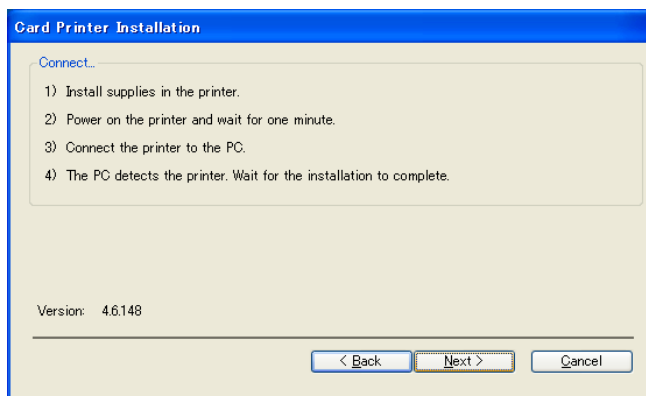 Card Printer Installation
Connect...
1) Install supplies in the printer.
2) Power on the printer and wait for one minute.
3) Connect the printer to the PC.
4) The PC detects the printer. Wait for the installation to complete.
Version: 4.6.148
< Back Next > Cancel